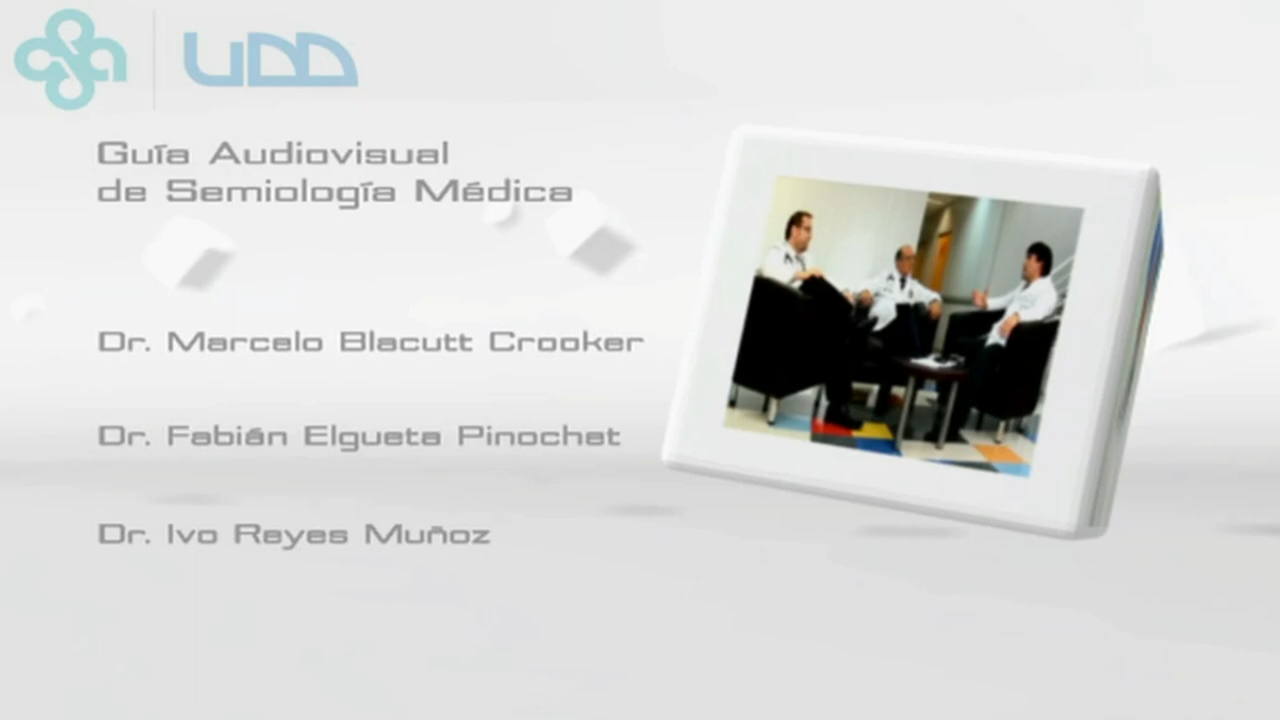 UDD
Guía Audiovisual
de Semiología Médica
Dr. Marcelo Blacutt Crooker
Dr. Fabián Elgueta Pinochet
Dr. Ivo Reyes Muñoz